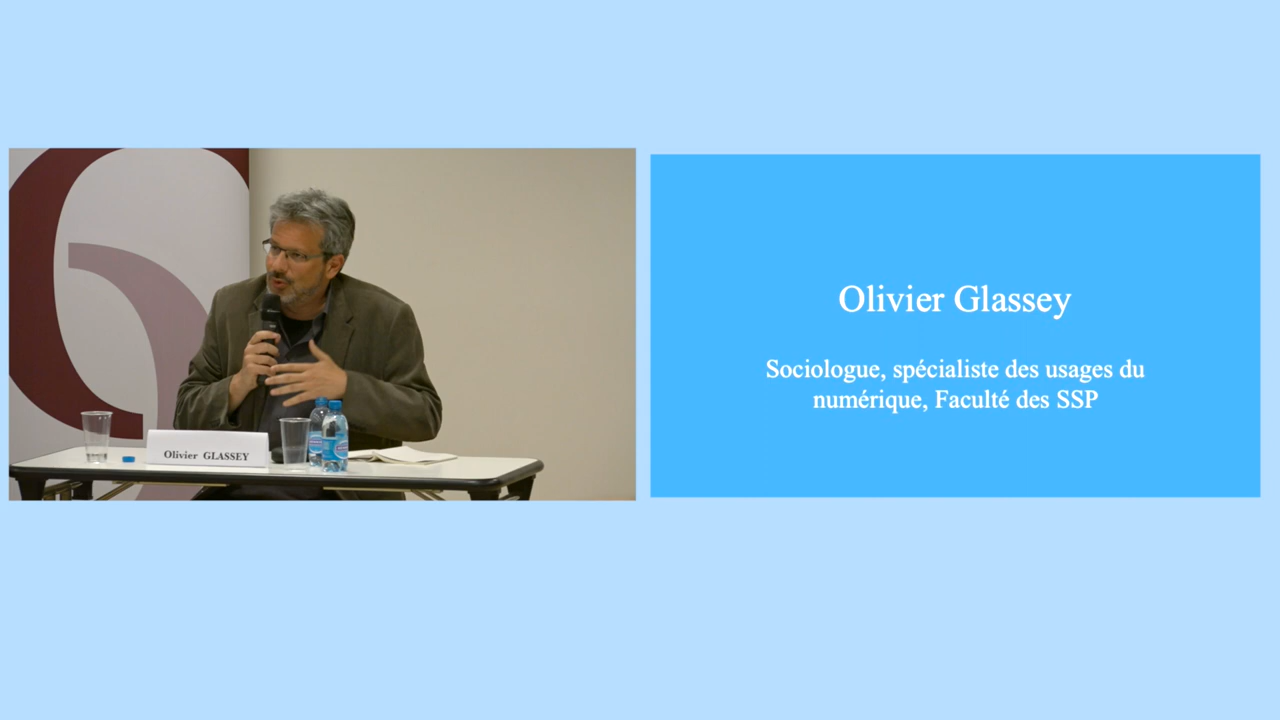 Olivier GLASSEY
Olivier Glassey
Sociologue, spécialiste des usages du
numérique, Faculté des SSP